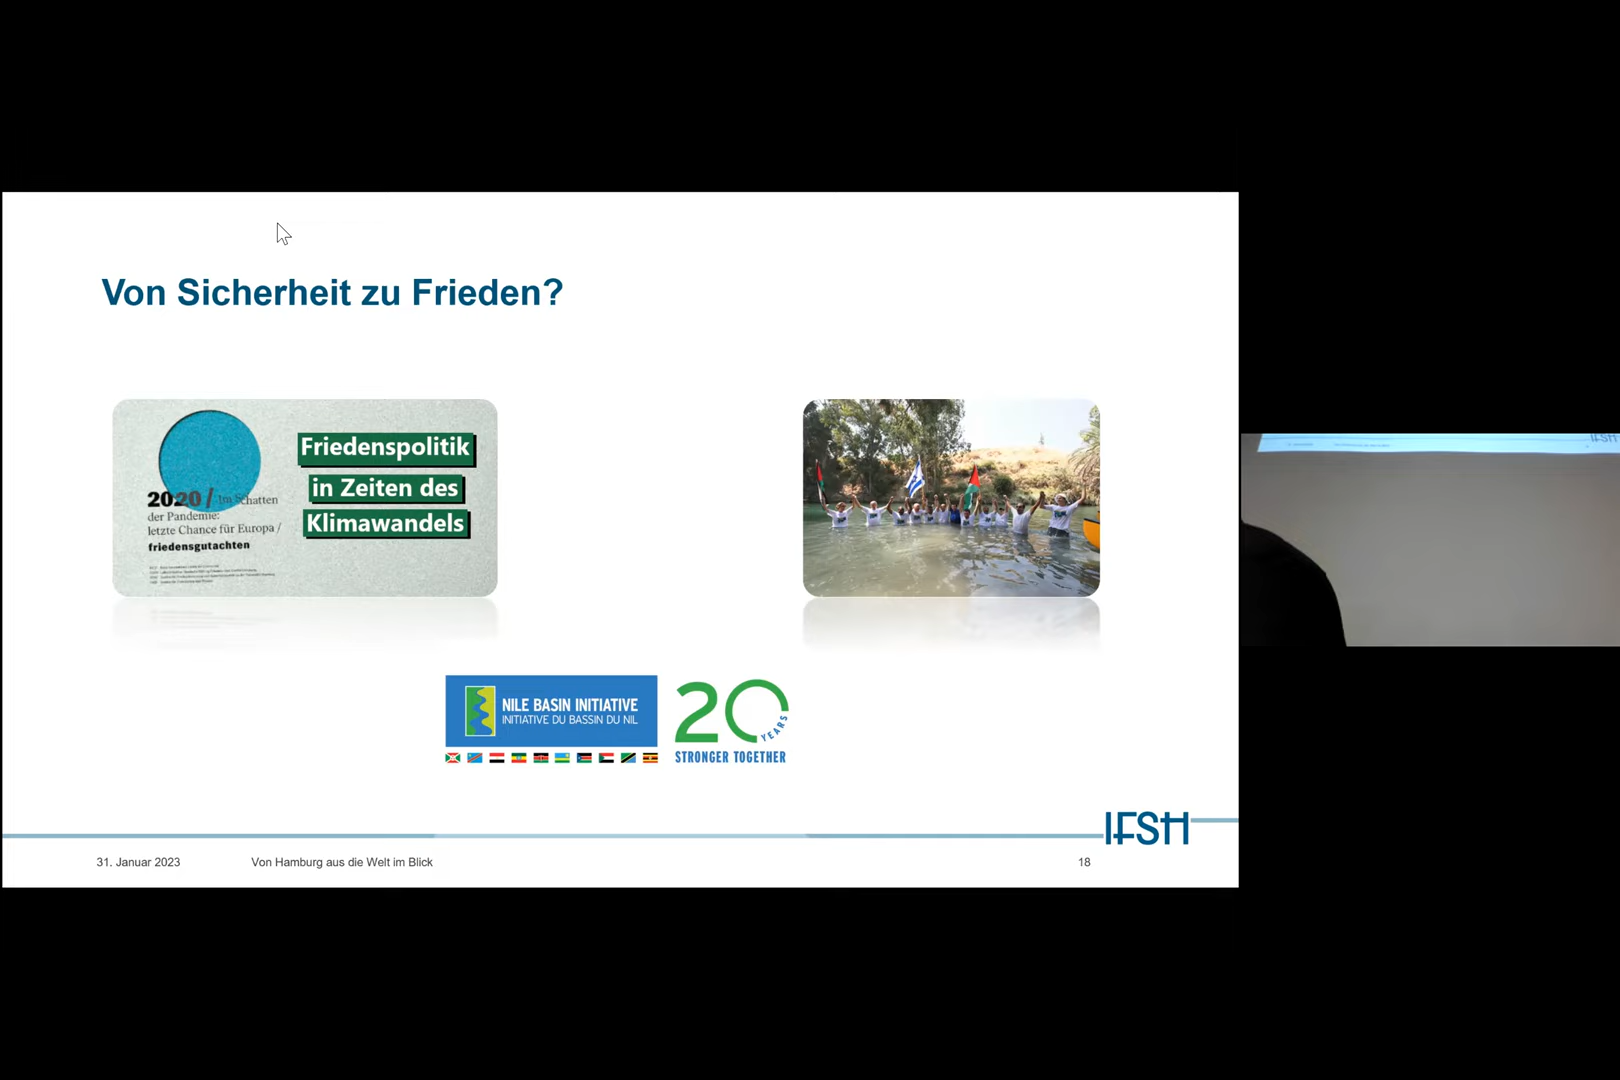 Von Sicherheit zu Frieden?
2020 / Im Schatten
der Pandemie:
letzte Chance für Europa /
friedensgutachten
Friedenspolitik
in Zeiten des
Klimawandels
NILE BASIN INITIATIVE
INITIATIVE DU BASSIN DU NIL
20
YEARS
STRONGER TOGETHER
IFSH
31. Januar 2023
Von Hamburg aus die Welt im Blick
18
IFSH